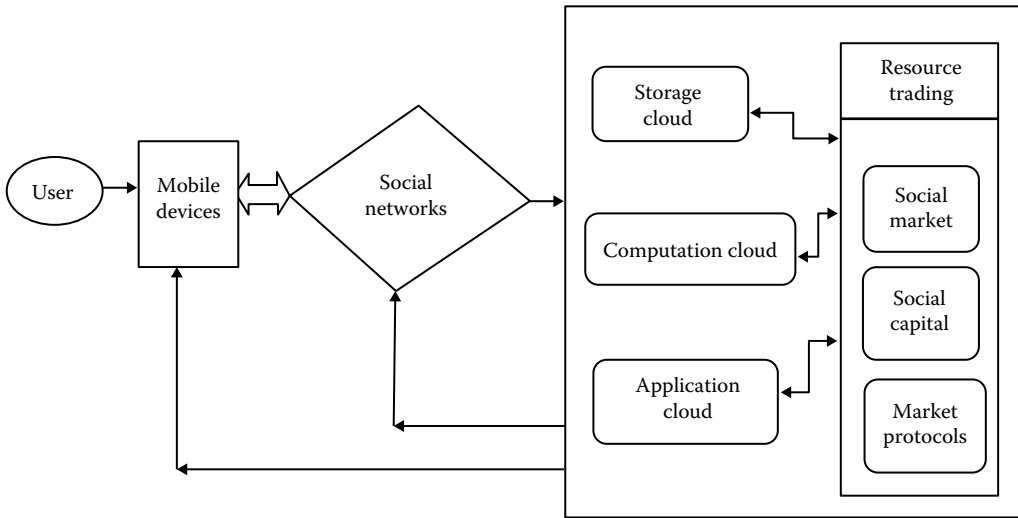 User
Mobile
devices
Social
networks
Storage
cloud
Computation cloud
Application
cloud
Resource
trading
Social
market
Social
capital
Market
protocols